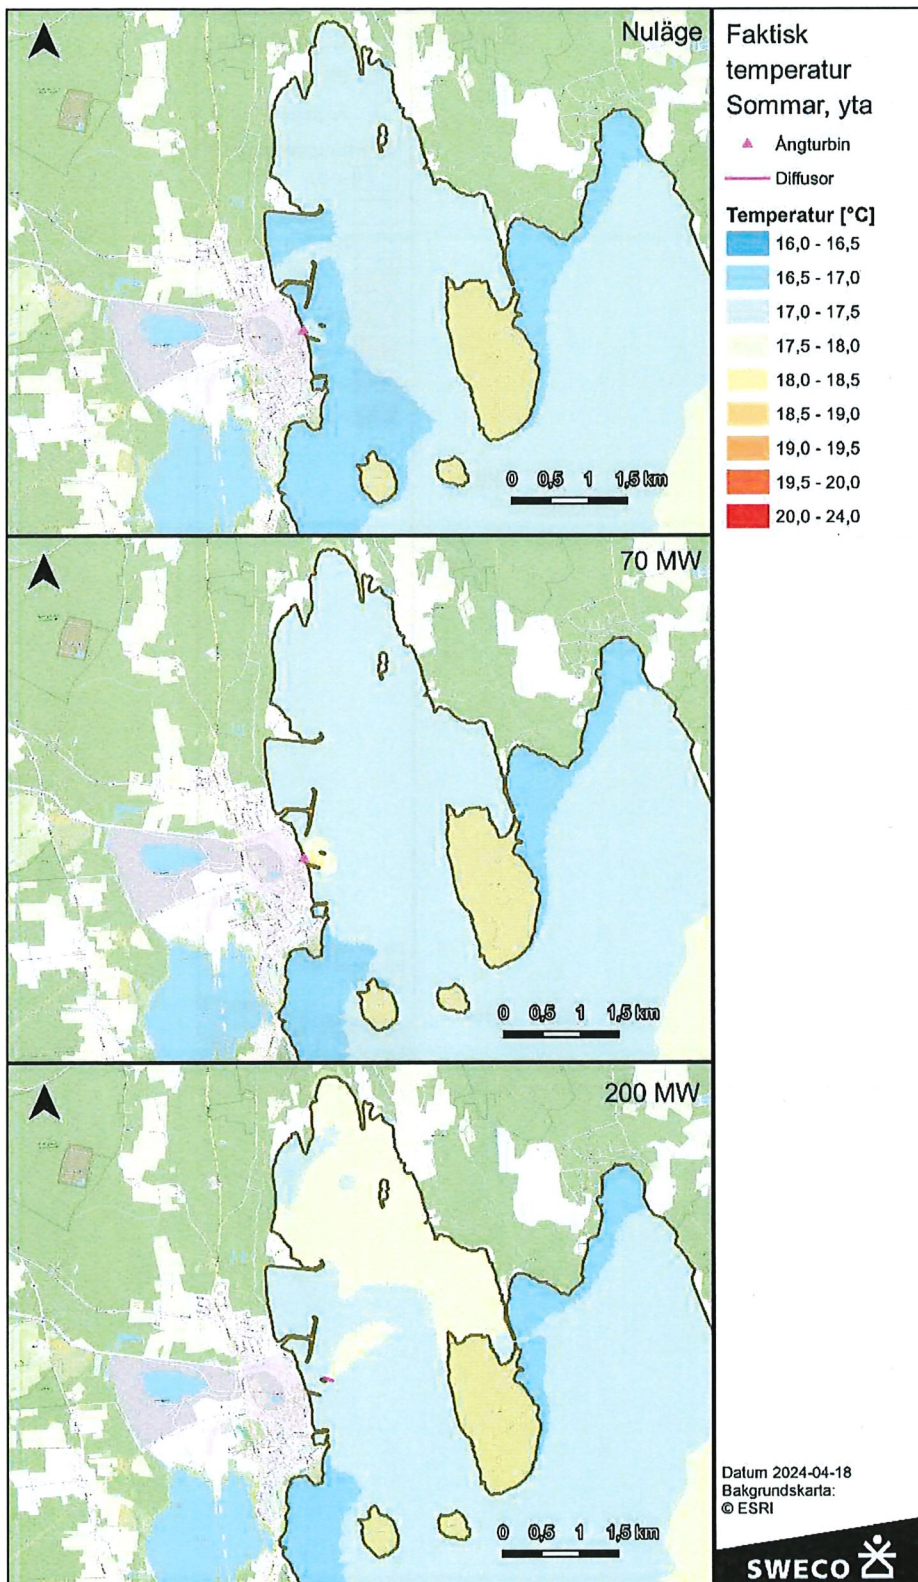 Nuläge
0 0,5 1 1,5 km
70 MW
0 0,5 1 1,5 km
200 MW
0 0,5 1 1,5 km
Faktisk
temperatur
Sommar, yta
Ångturbin
Diffusor
Temperatur [°C]
16,0 - 16,5
16,5 - 17,0
17,0 - 17,5
17,5 - 18,0
18,0 - 18,5
18,5 - 19,0
19,0 - 19,5
19,5 - 20,0
20,0 - 24,0
Datum 2024-04-18
Bakgrundskarta:
© ESRI
SWECO